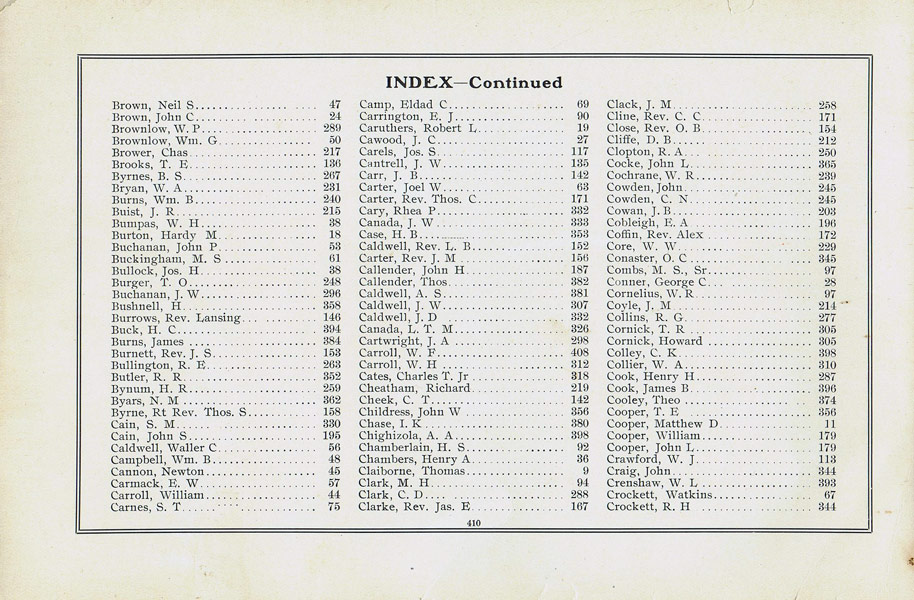 INDEX—Continued
Brown, Neil S. 47
Brown, John C. 24
Brownlow, W. P. 289
Brownlow, Wm. G. 50
Brower, Chas. 217
Brooks, T. E. 136
Byrnes, B. S. 267
Bryan, W. A. 231
Burns, Wm. B. 240
Buist, J. R. 215
Bumpas, W. H. 38
Burton, Hardy M. 18
Buchanan, John P. 53
Buckingham, M. S. 61
Bullock, Jos. H. 38
Burger, T. O. 248
Buchanan, J. W. 296
Bushnell, H. 358
Burrows, Rev. Lansing 146
Buck, H. C. 394
Burns, James 384
Burnett, Rev. J. S. 153
Bullington, R. E. 263
Butler, R. R. 352
Bynum, H. R. 259
Byars, N. M. 362
Byrne, Rt Rev. Thos. S. 158
Cain, S. M. 330
Cain, John S. 195
Caldwell, Waller C. 56
Campbell, Wm. B. 48
Cannon, Newton 45
Carmack, E. W. 57
Carroll, William 44
Carnes, S. T. 75
Camp, Eldad C. 69
Carrington, E. J. 90
Caruthers, Robert L. 19
Cawood, J. C. 27
Carels, Jos. S. 117
Cantrell, J. W. 135
Carr, J. B. 142
Carter, Joel W. 63
Carter, Rev. Thos. C. 171
Cary, Rhea P. 332
Canada, J. W. 333
Case, H. B. 353
Caldwell, Rev. L. B. 152
Carter, Rev. J. M. 156
Callender, John H. 187
Callender, Thos. 382
Caldwell, A. S. 381
Caldwell, J. W. 307
Caldwell, J. D. 332
Canada, L. T. M. 326
Cartwright, J. A. 298
Carroll, W. F. 408
Carroll, W. H. 312
Cates, Charles T. Jr. 318
Cheatham, Richard 219
Cheek, C. T. 142
Childress, John W. 356
Chase, I. K. 380
Chighizola, A. A. 398
Chamberlain, H. S. 92
Chambers, Henry A. 36
Claiborne, Thomas 9
Clark, M. H. 94
Clark, C. D. 288
Clarke, Rev. Jas. E. 167
Clack, J. M. 258
Cline, Rev. C. C. 171
Close, Rev. O. B. 154
Cliffe, D. B. 212
Clopton, R. A. 250
Cocke, John L. 365
Cochrane, W. R. 239
Cowden, John 245
Cowden, C. N. 245
Cowan, J. B. 203
Cobleigh, E. A. 196
Coffin, Rev. Alex. 172
Core, W. W. 229
Conaster, O. C. 345
Combs, M. S., Sr. 97
Conner, George C. 28
Cornelius, W. R. 97
Coyle, J. M. 214
Collins, R. G. 277
Cornick, T. R. 305
Cornick, Howard 305
Colley, C. K. 398
Collier, W. A. 310
Cook, Henry H. 287
Cook, James B. 396
Cooley, Theo. 374
Cooper, T. E. 356
Cooper, Matthew D. 11
Cooper, William 179
Cooper, John L. 179
Crawford, W. J. 113
Craig, John 344
Crenshaw, W. L. 393
Crockett, Watkins 67
Crockett, R. H. 344
410